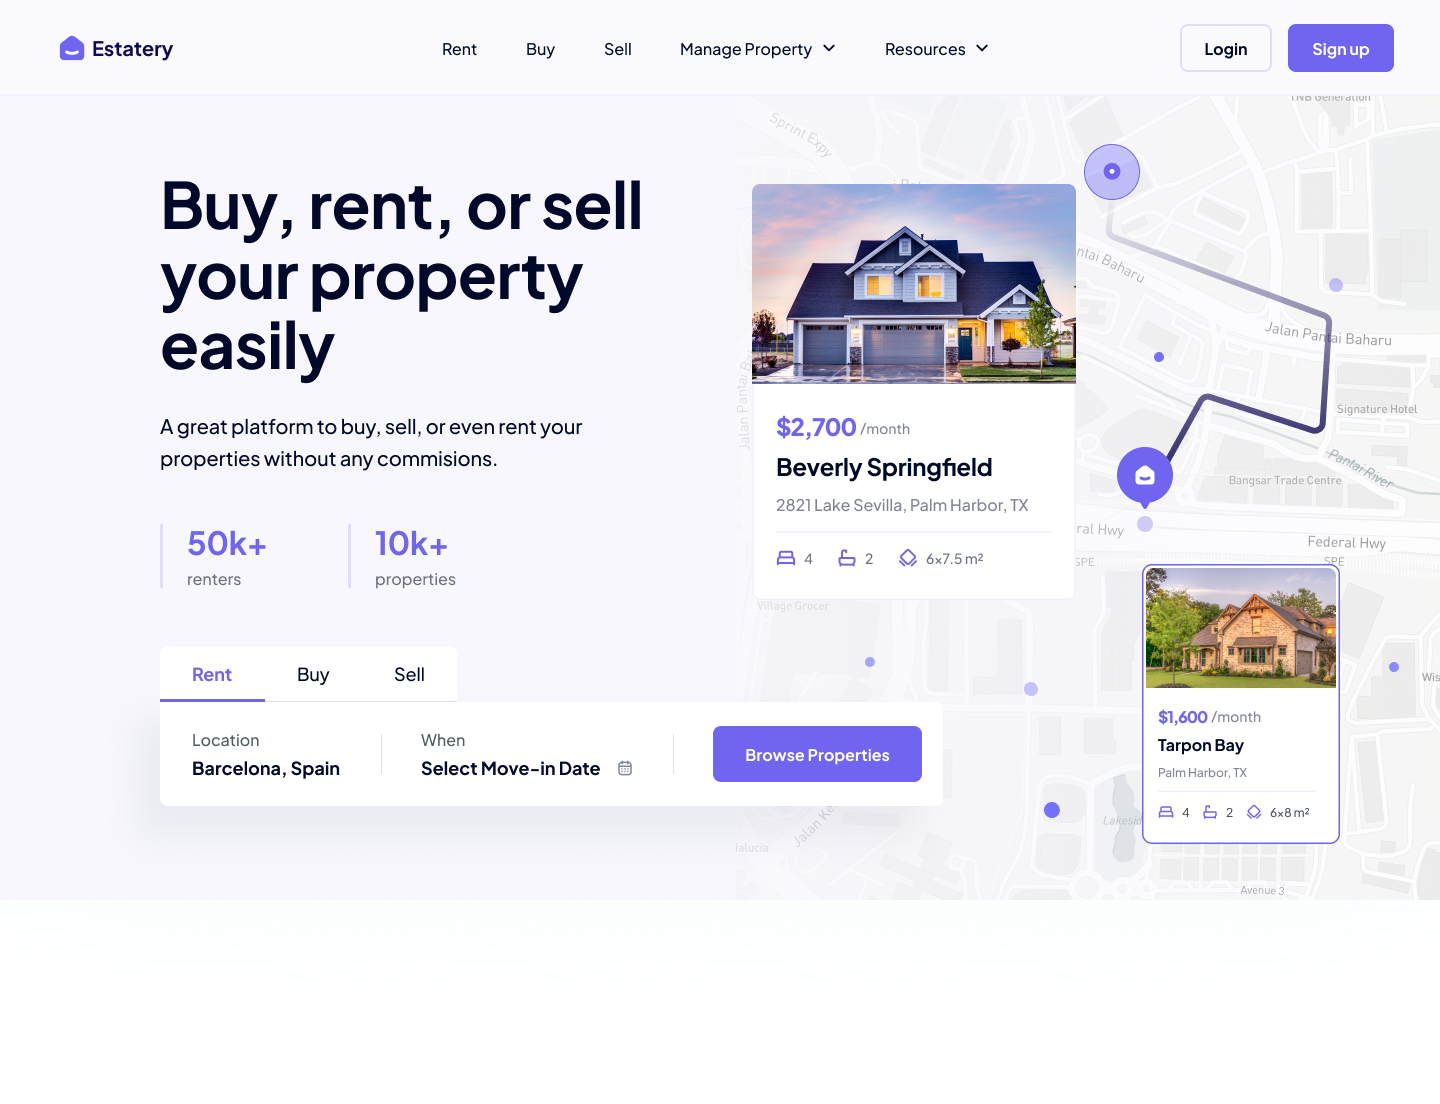 Estatery
Rent
Buy
Sell
Manage Property
Resources
Login
Sign up
Buy, rent, or sell
your property
easily
A great platform to buy, sell, or even rent your
properties without any commisions.
50k+
renters
10k+
properties
Rent
Buy
Sell
Location
Barcelona, Spain
When
Select Move-in Date
Browse Properties
$2,700 /month
Beverly Springfield
2821 Lake Sevilla, Palm Harbor, TX
4
2
6x7.5 m²
$1,600 /month
Tarpon Bay
Palm Harbor, TX
4
2
6x8 m²
TNB Generation
Sprint Expy
ntai Baharu
Jalan Pantai Baharu
Signature Hotel
Pantai River
Bangsar Trade Centre
ral Hwy
Federal Hwy
SPE
SPE
Jalan Pantai B
Village Grocer
Wis
Lakesid
Jalan Ke
lalucia
Avenue 3